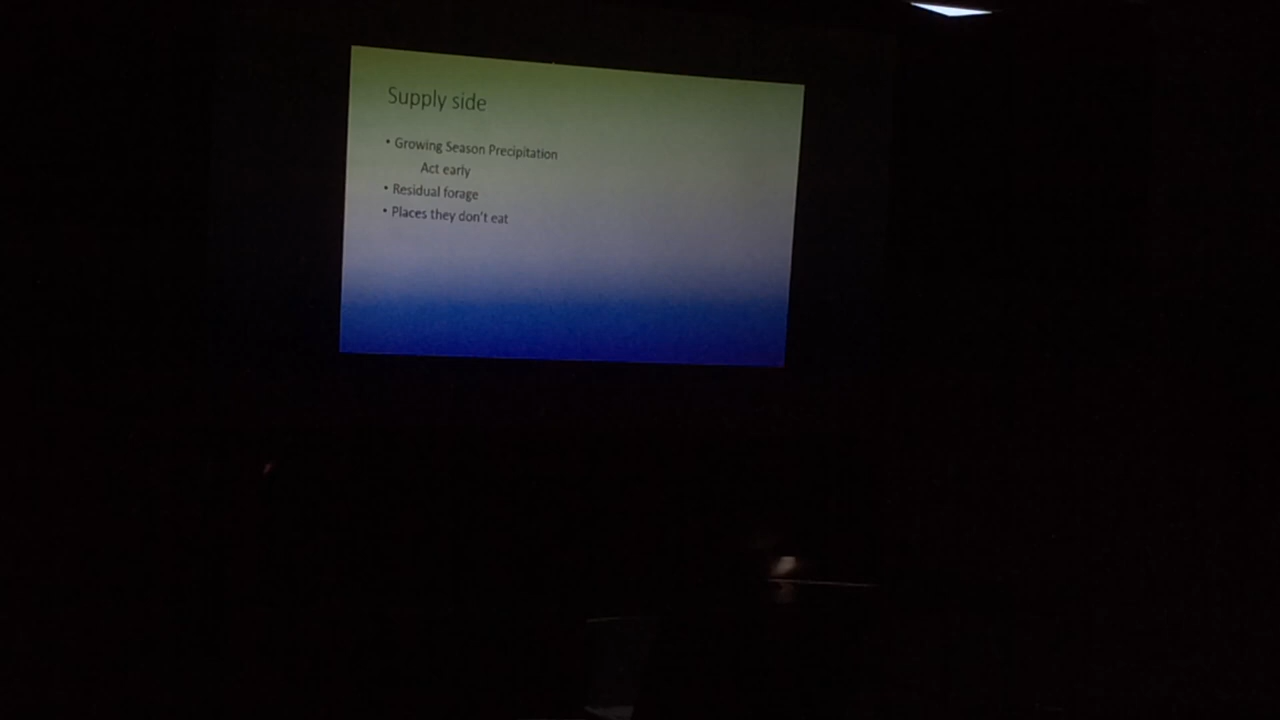 Supply side
• Growing Season Precipitation
Act early
• Residual forage
• Places they don't eat